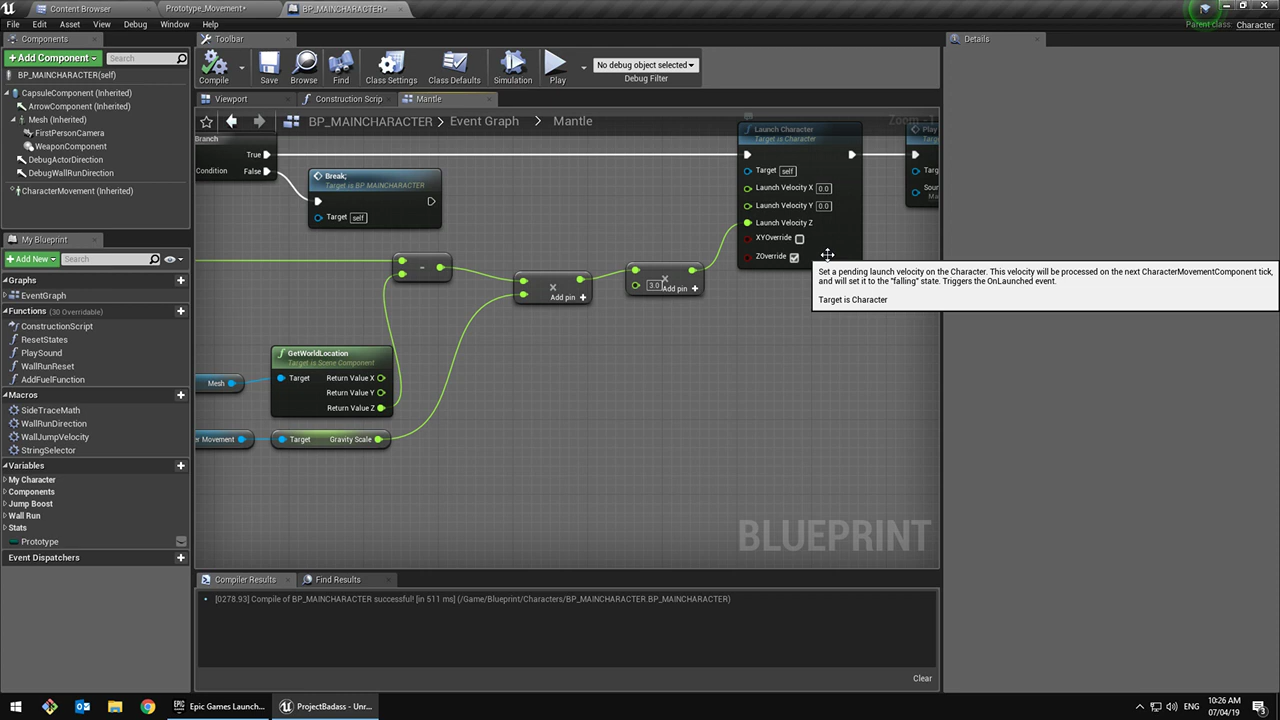 Content Browser
Prototype_Movement*
BP_MAINCHARACTER*
Parent class:
Character
File
Edit
Asset
View
Debug
Window
Help
Components
Toolbar
Details
+ Add Component
Search
BP_MAINCHARACTER(self)
CapsuleComponent (Inherited)
ArrowComponent (Inherited)
Mesh (Inherited)
FirstPersonCamera
WeaponComponent
DebugActorDirection
DebugWallRunDirection
CharacterMovement (Inherited)
Compile
Save
Browse
Find
Class Settings
Class Defaults
Simulation
Play
No debug object selected
Debug Filter
Viewport
Construction Scrip
Mantle
BP_MAINCHARACTER > Event Graph > Mantle
Zoom -1
Branch
True
Condition
False
Break;
Target is BP MAINCHARACTER
Target self
Launch Character
Target is Character
Target self
Launch Velocity X 0.0
Launch Velocity Y 0.0
Launch Velocity Z
XYOverride
ZOverride
Play
Targ
Sou
Set a pending launch velocity on the Character. This velocity will be processed on the next CharacterMovementComponent tick,
and will set it to the "falling" state. Triggers the OnLaunched event.
Target is Character
-
×
Add pin +
×
3.0
Add pin +
GetWorldLocation
Target is Scene Component
Mesh
Target
Return Value X
Return Value Y
Return Value Z
er Movement
Target
Gravity Scale
BLUEPRINT
My Blueprint
+ Add New
Search
Graphs
EventGraph
Functions (30 Overridable)
ConstructionScript
ResetStates
PlaySound
WallRunReset
AddFuelFunction
Macros
SideTraceMath
WallRunDirection
WallJumpVelocity
StringSelector
Variables
My Character
Components
Jump Boost
Wall Run
Stats
Prototype
Event Dispatchers
Compiler Results
Find Results
[0278.93] Compile of BP_MAINCHARACTER successful! [in 511 ms] (/Game/Blueprint/Characters/BP_MAINCHARACTER.BP_MAINCHARACTER)
Clear
Epic Games Launch...
ProjectBadass - Unr...
ENG
10:26 AM
07/04/19
3